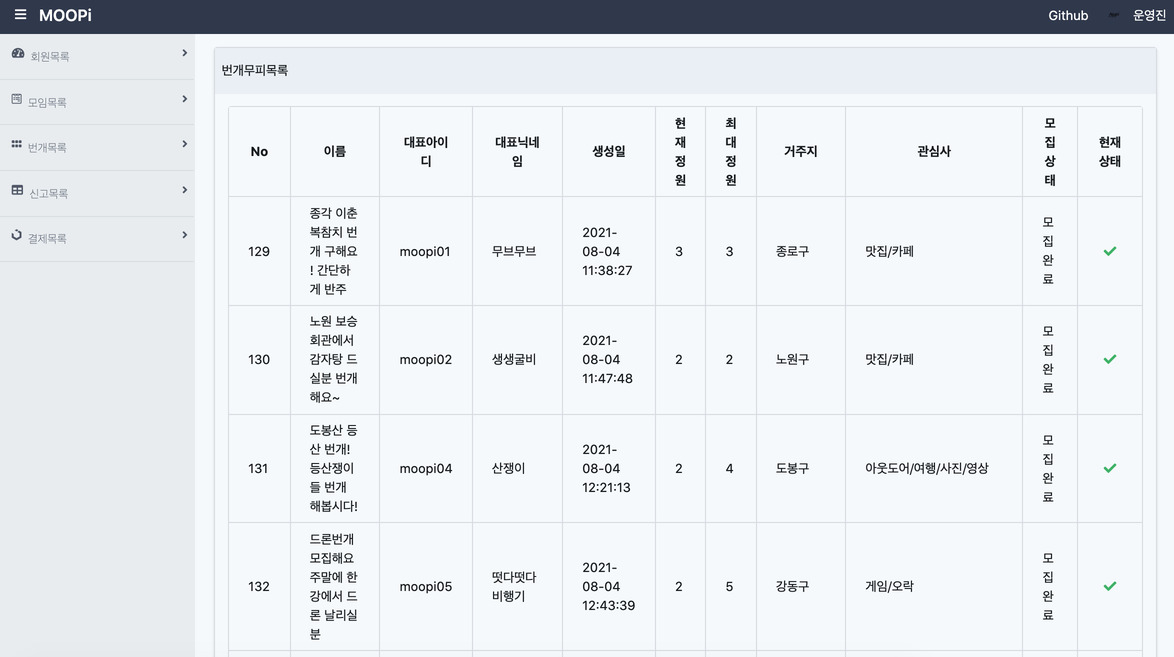 MOOPi
Github
운영진
회원목록
모임목록
번개목록
신고목록
결제목록
번개무피목록
No
이름
대표아이
디
대표닉네
임
생성일
현
재
정
원
최
대
정
원
거주지
관심사
모
집
상
태
현재
상태
129
종각 이춘
복참치 번
개 구해요
! 간단하
게 반주
moopi01
무브무브
2021-
08-04
11:38:27
3
3
종로구
맛집/카페
모
집
완
료
130
노원 보승
회관에서
감자탕 드
실분 번개
해요~
moopi02
생생굴비
2021-
08-04
11:47:48
2
2
노원구
맛집/카페
모
집
완
료
131
도봉산 등
산 번개!
등산쟁이
들 번개
해봅시다!
moopi04
산쟁이
2021-
08-04
12:21:13
2
4
도봉구
아웃도어/여행/사진/영상
모
집
완
료
132
드론번개
모집해요
주말에 한
강에서 드
론 날리실
분
moopi05
떳다떳다
비행기
2021-
08-04
12:43:39
2
5
강동구
게임/오락
모
집
완
료